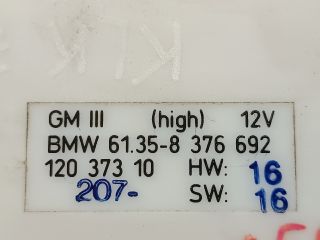 GM III (high) 12V
BMW 61.35-8 376 692
120 373 10 HW: 16
207- SW: 16